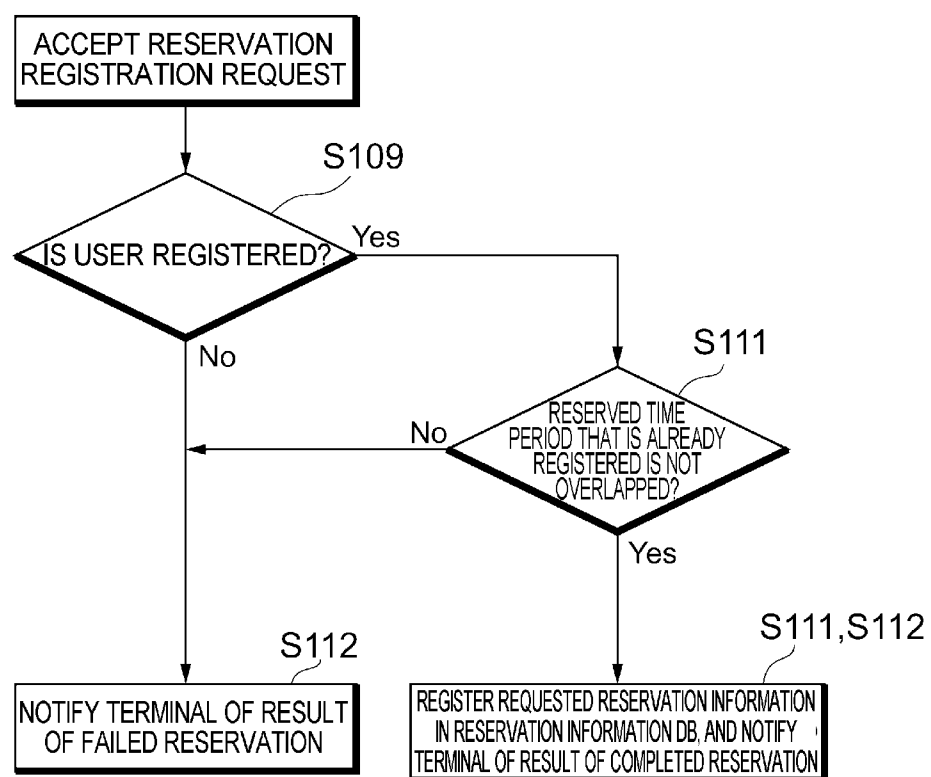 ACCEPT RESERVATION
REGISTRATION REQUEST
S109
IS USER REGISTERED?
Yes
No
S111
RESERVED TIME
PERIOD THAT IS ALREADY
REGISTERED IS NOT
OVERLAPPED?
No
Yes
S112
NOTIFY TERMINAL OF RESULT
OF FAILED RESERVATION
S111,S112
REGISTER REQUESTED RESERVATION INFORMATION
IN RESERVATION INFORMATION DB, AND NOTIFY
TERMINAL OF RESULT OF COMPLETED RESERVATION